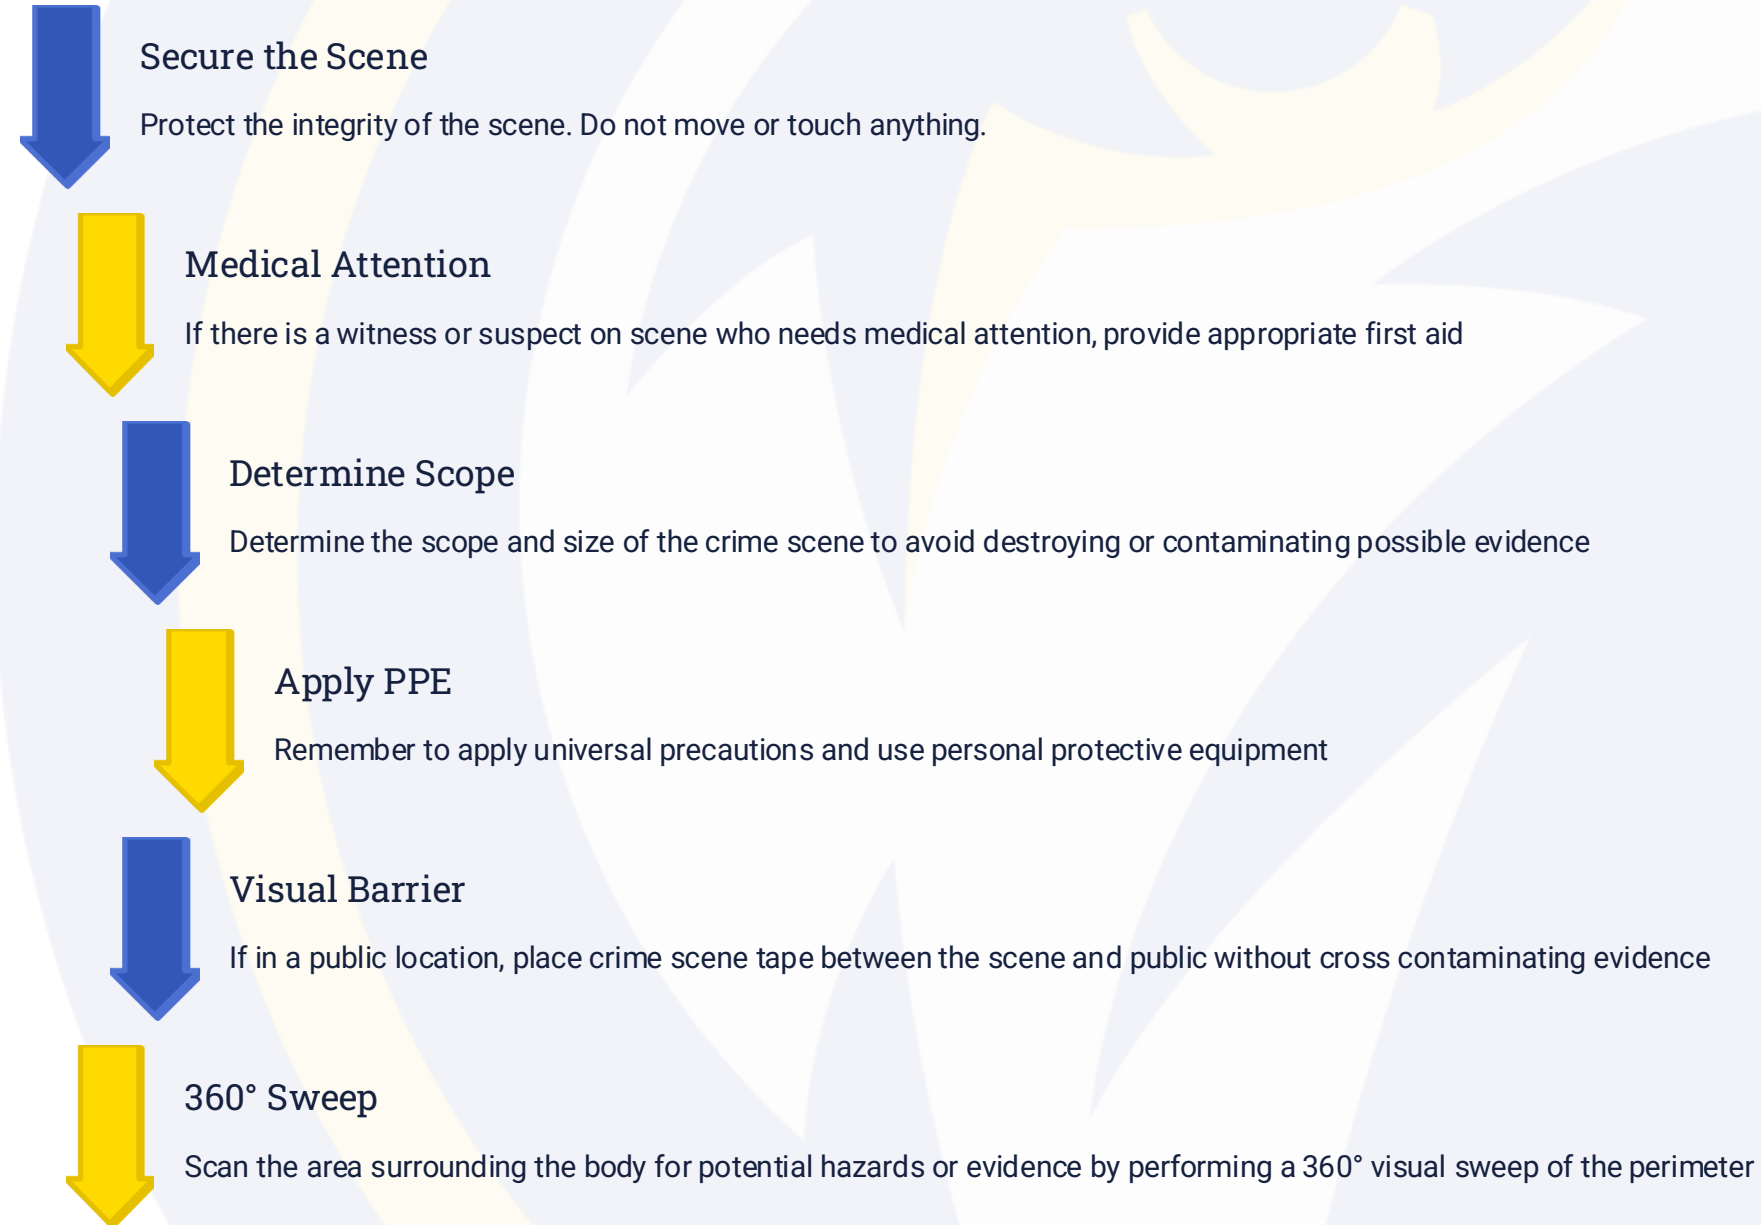 Secure the Scene
Protect the integrity of the scene. Do not move or touch anything.
Medical Attention
If there is a witness or suspect on scene who needs medical attention, provide appropriate first aid
Determine Scope
Determine the scope and size of the crime scene to avoid destroying or contaminating possible evidence
Apply PPE
Remember to apply universal precautions and use personal protective equipment
Visual Barrier
If in a public location, place crime scene tape between the scene and public without cross contaminating evidence
360° Sweep
Scan the area surrounding the body for potential hazards or evidence by performing a 360° visual sweep of the perimeter